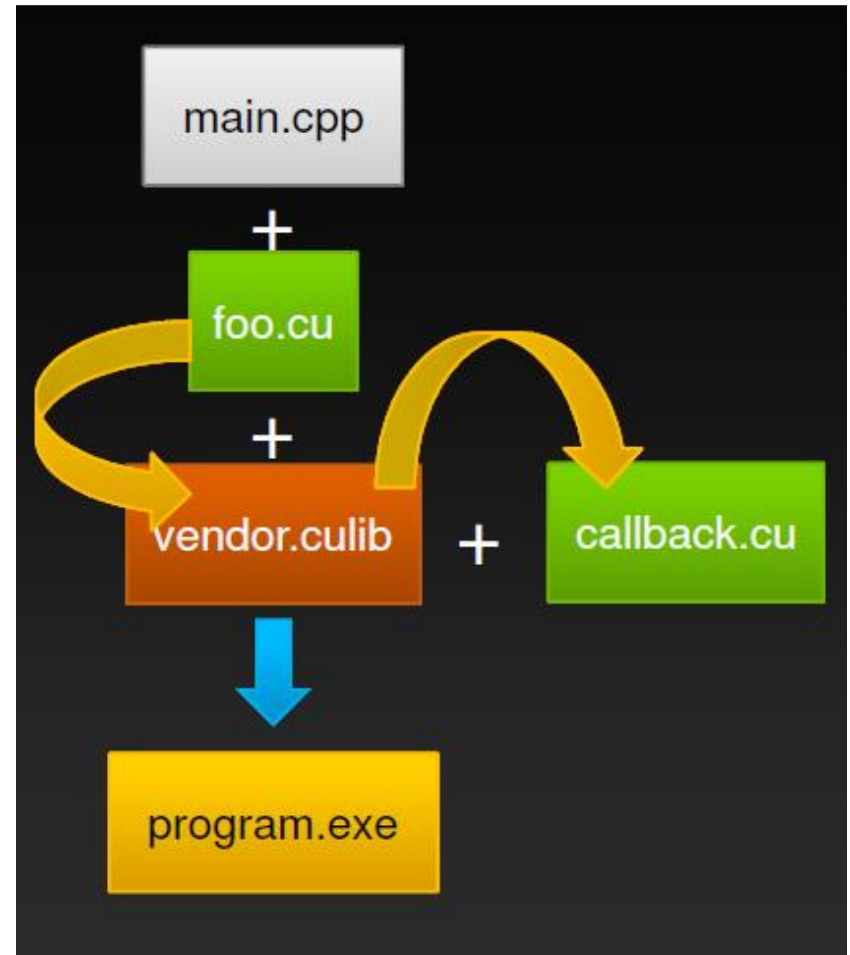 main.cpp
+
foo.cu
+
vendor.culib + callback.cu
program.exe